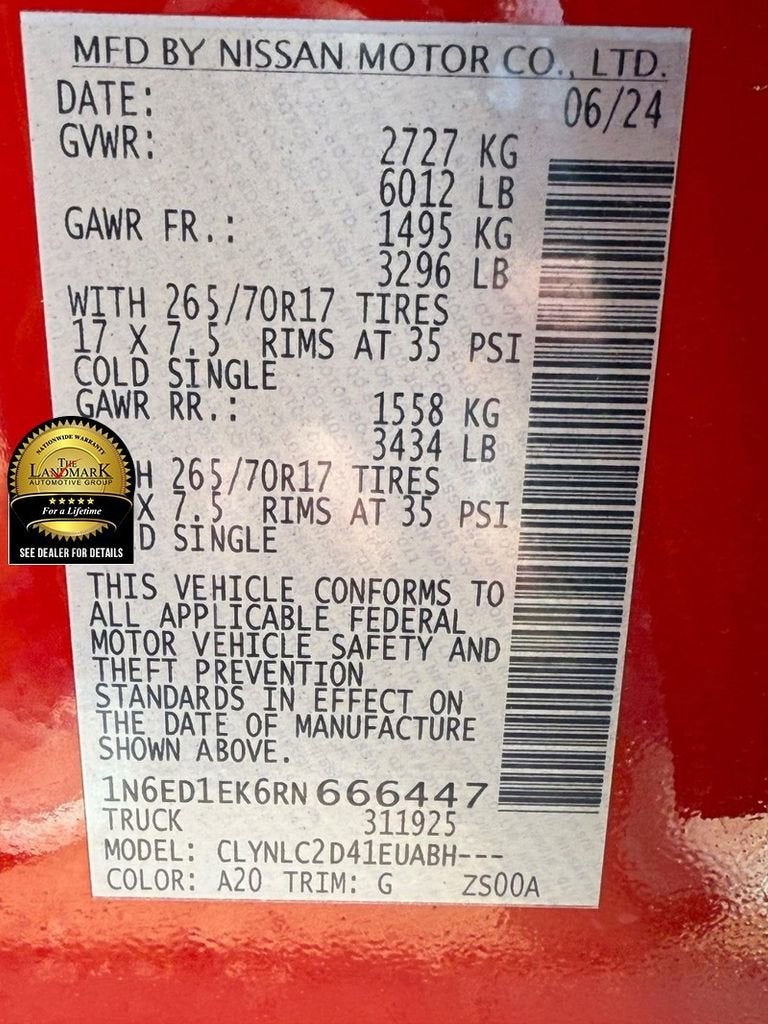 MFD BY NISSAN MOTOR CO., LTD.
DATE: 06/24
GVWR: 2727 KG
6012 LB
GAWR FR.: 1495 KG
3296 LB
WITH 265/70R17 TIRES
17 X 7.5 RIMS AT 35 PSI
COLD SINGLE
GAWR RR.: 1558 KG
3434 LB
H 265/70R17 TIRES
X 7.5 RIMS AT 35 PSI
D SINGLE
NATIONWIDE WARRANTY
THE
LANDMARK
AUTOMOTIVE GROUP
For a Lifetime
SEE DEALER FOR DETAILS
THIS VEHICLE CONFORMS TO
ALL APPLICABLE FEDERAL
MOTOR VEHICLE SAFETY AND
THEFT PREVENTION
STANDARDS IN EFFECT ON
THE DATE OF MANUFACTURE
SHOWN ABOVE.
1N6ED1EK6RN666447
TRUCK 311925
MODEL: CLYNLC2D41EUABH---
COLOR: A20 TRIM: G ZS00A